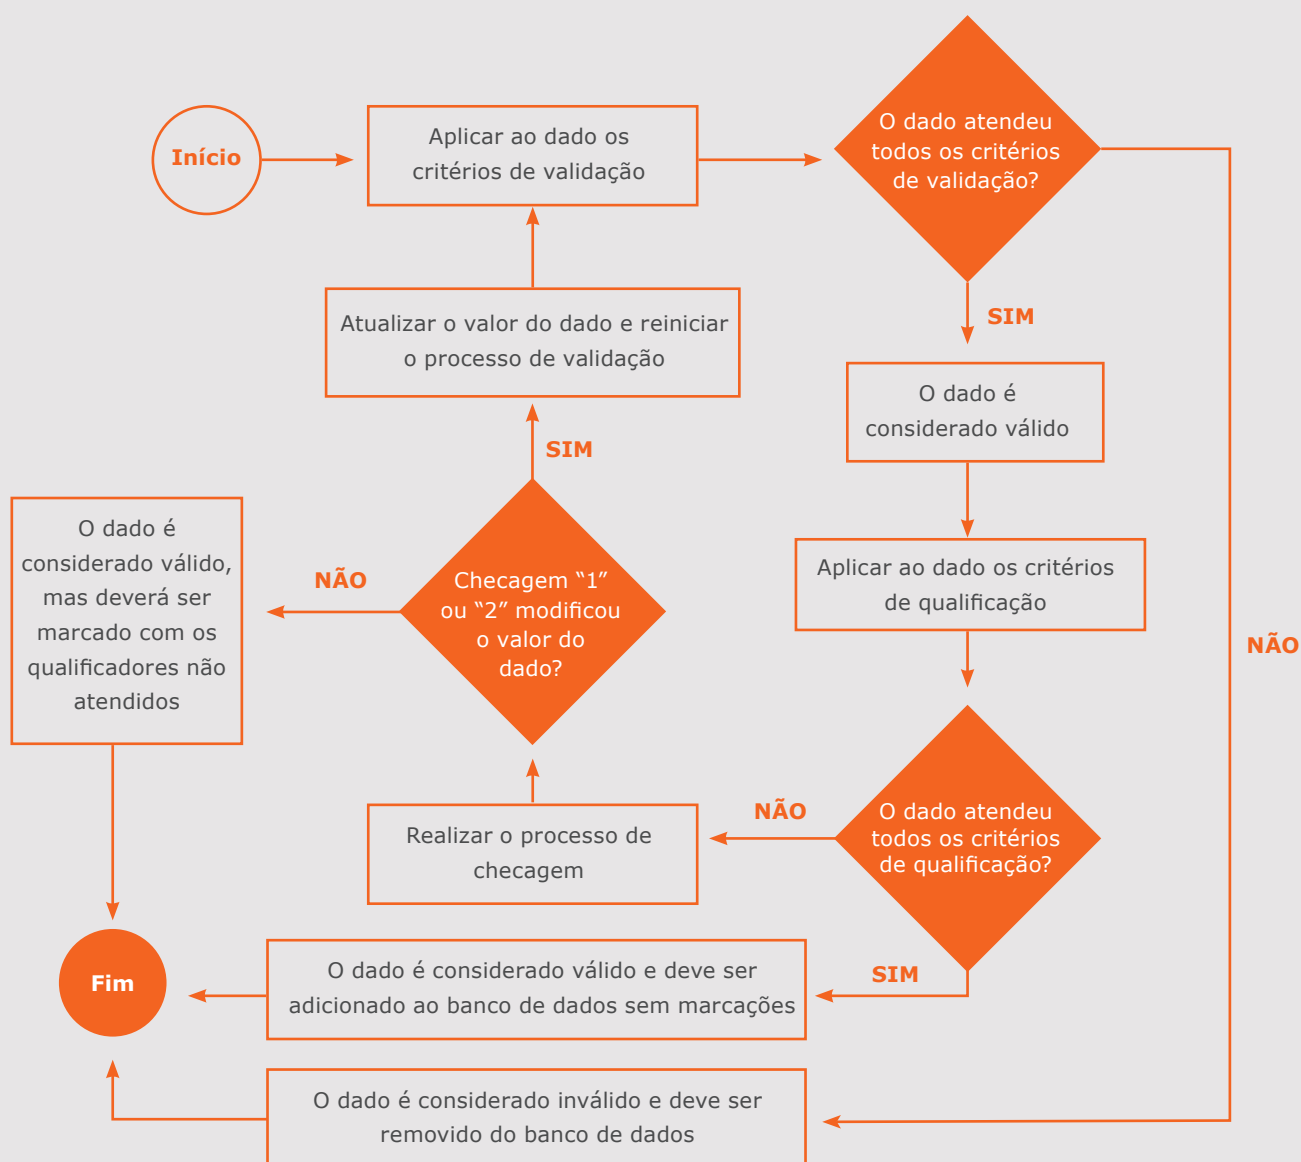 Início
Aplicar ao dado os
critérios de validação
O dado atendeu
todos os critérios
de validação?
SIM
Atualizar o valor do dado e reiniciar
o processo de validação
O dado é
considerado válido
SIM
O dado é
considerado válido,
mas deverá ser
marcado com os
qualificadores não
atendidos
NÃO
Checagem “1”
ou “2” modificou
o valor do
dado?
Aplicar ao dado os critérios
de qualificação
NÃO
Realizar o processo de
checagem
NÃO
O dado atendeu
todos os critérios
de qualificação?
Fim
O dado é considerado válido e deve ser
adicionado ao banco de dados sem marcações
SIM
O dado é considerado inválido e deve ser
removido do banco de dados